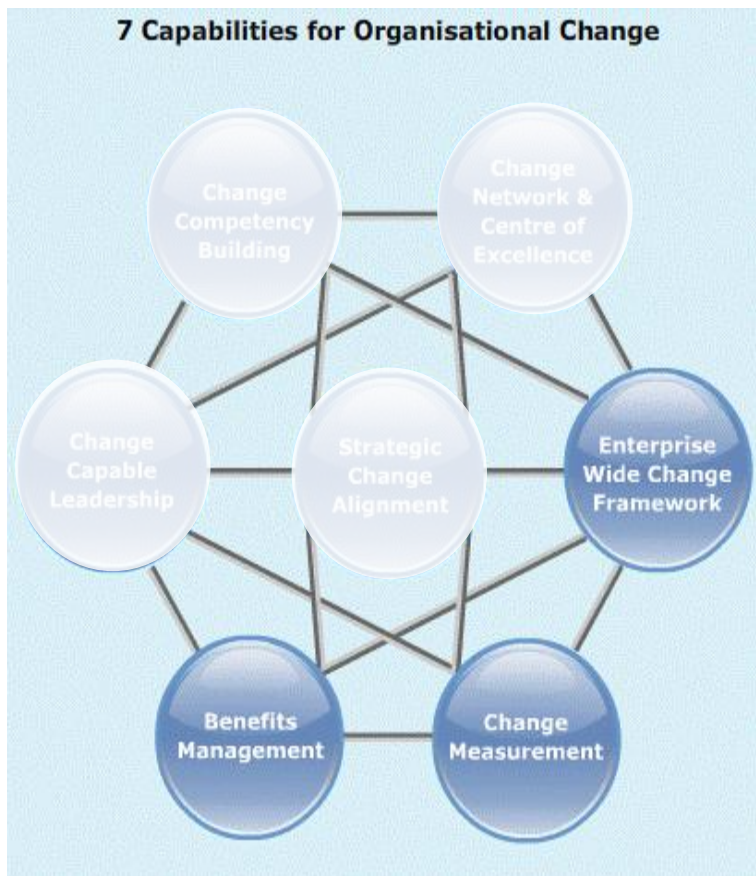 7 Capabilities for Organisational Change
Change
Competency
Building
Change
Network &
Centre of
Excellence
Change
Capable
Leadership
Strategic
Change
Alignment
Enterprise
Wide Change
Framework
Benefits
Management
Change
Measurement